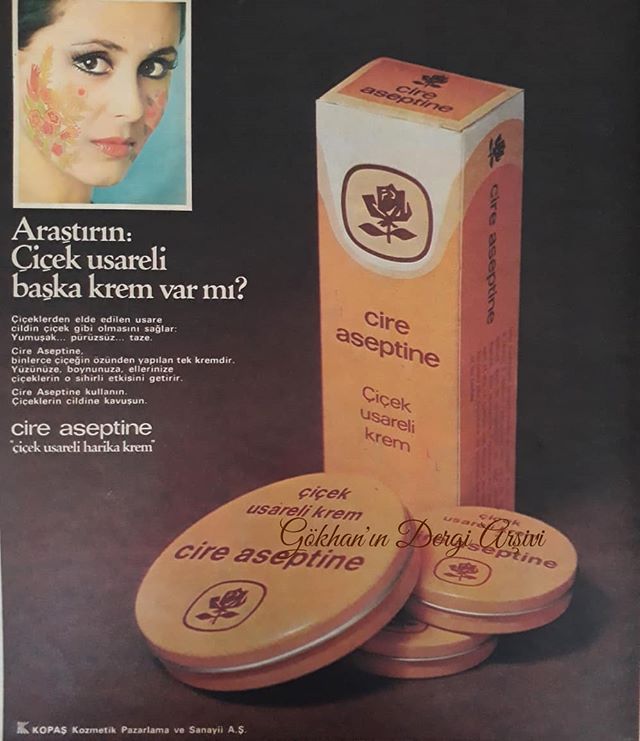 Araştırın:
Çiçek usareli
başka krem var mı?
Çiçeklerden elde edilen usare
cildin çiçek gibi olmasını sağlar:
Yumuşak... pürüzsüz... taze.
Cire Aseptine,
binlerce çiçeğin özünden yapılan tek kremdir.
Yüzünüze, boynunuza, ellerinize
çiçeklerin o sihirli etkisini getirir.
Cire Aseptine kullanın.
Çiçeklerin cildine kavuşun.
cire aseptine
"çiçek usareli harika krem"
cire
aseptine
cire
aseptine
Çiçek
usareli
krem
cire aseptine
çiçek
usareli krem
cire aseptine
çiçek
aseptine
Gökhan'ın Dergi Arşivi
KOPAŞ Kozmetik Pazarlama ve Sanayii A.Ş.